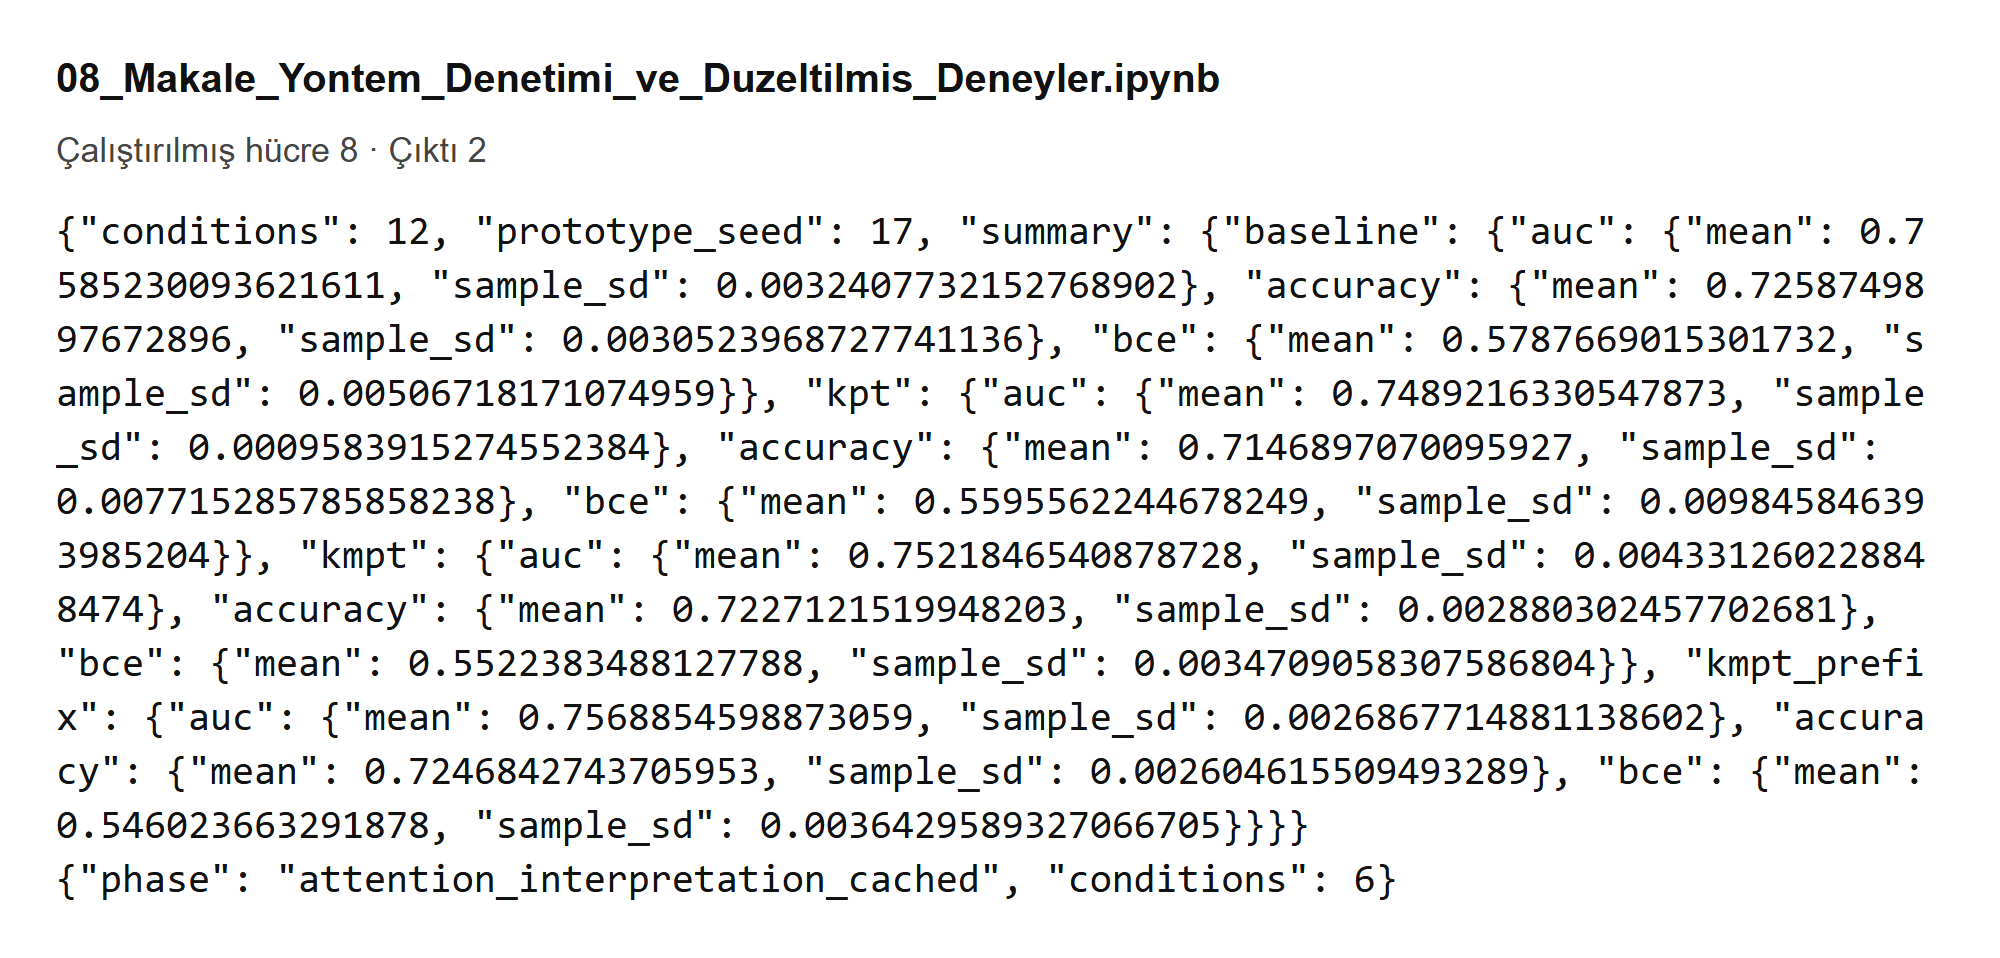 08_Makale_Yontem_Denetimi_ve_Duzeltilmis_Deneyler.ipynb
Çalıştırılmış hücre 8 · Çıktı 2
{"conditions": 12, "prototype_seed": 17, "summary": {"baseline": {"auc": {"mean": 0.7
585230093621611, "sample_sd": 0.0032407732152768902}, "accuracy": {"mean": 0.72587498
97672896, "sample_sd": 0.0030523968727741136}, "bce": {"mean": 0.5787669015301732, "s
ample_sd": 0.00506718171074959}}, "kpt": {"auc": {"mean": 0.7489216330547873, "sample
_sd": 0.0009583915274552384}, "accuracy": {"mean": 0.7146897070095927, "sample_sd":
0.007715285785858238}, "bce": {"mean": 0.5595562244678249, "sample_sd": 0.00984584639
3985204}}, "kmpt": {"auc": {"mean": 0.7521846540878728, "sample_sd": 0.00433126022884
8474}, "accuracy": {"mean": 0.7227121519948203, "sample_sd": 0.002880302457702681},
"bce": {"mean": 0.5522383488127788, "sample_sd": 0.0034709058307586804}}, "kmpt_prefi
x": {"auc": {"mean": 0.7568854598873059, "sample_sd": 0.0026867714881138602}, "accura
cy": {"mean": 0.7246842743705953, "sample_sd": 0.002604615509493289}, "bce": {"mean":
0.546023663291878, "sample_sd": 0.0036429589327066705}}}}
{"phase": "attention_interpretation_cached", "conditions": 6}